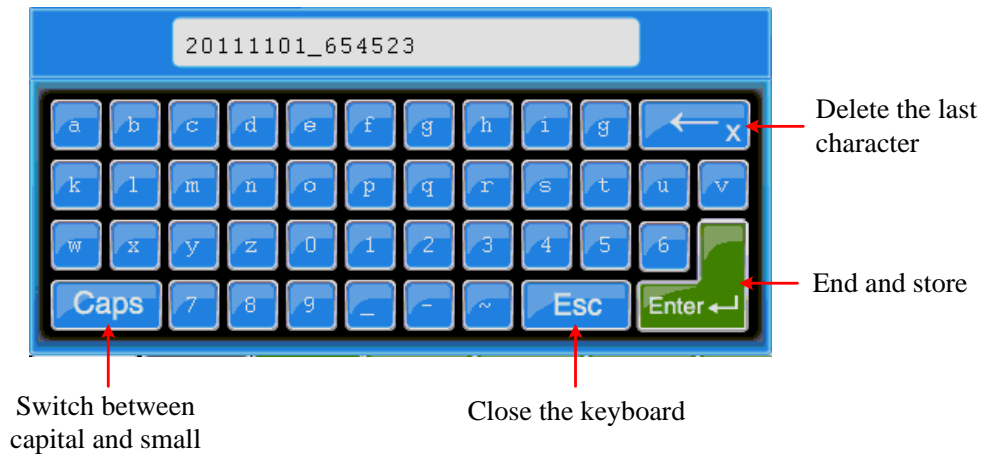 20111101_654523
a b c d e f g h i g ←x
Delete the last
character
k l m n o p q r s t u v
w x y z 0 1 2 3 4 5 6
End and store
Caps 7 8 9 _ - ~ Esc Enter ↵
Switch between
capital and small
Close the keyboard